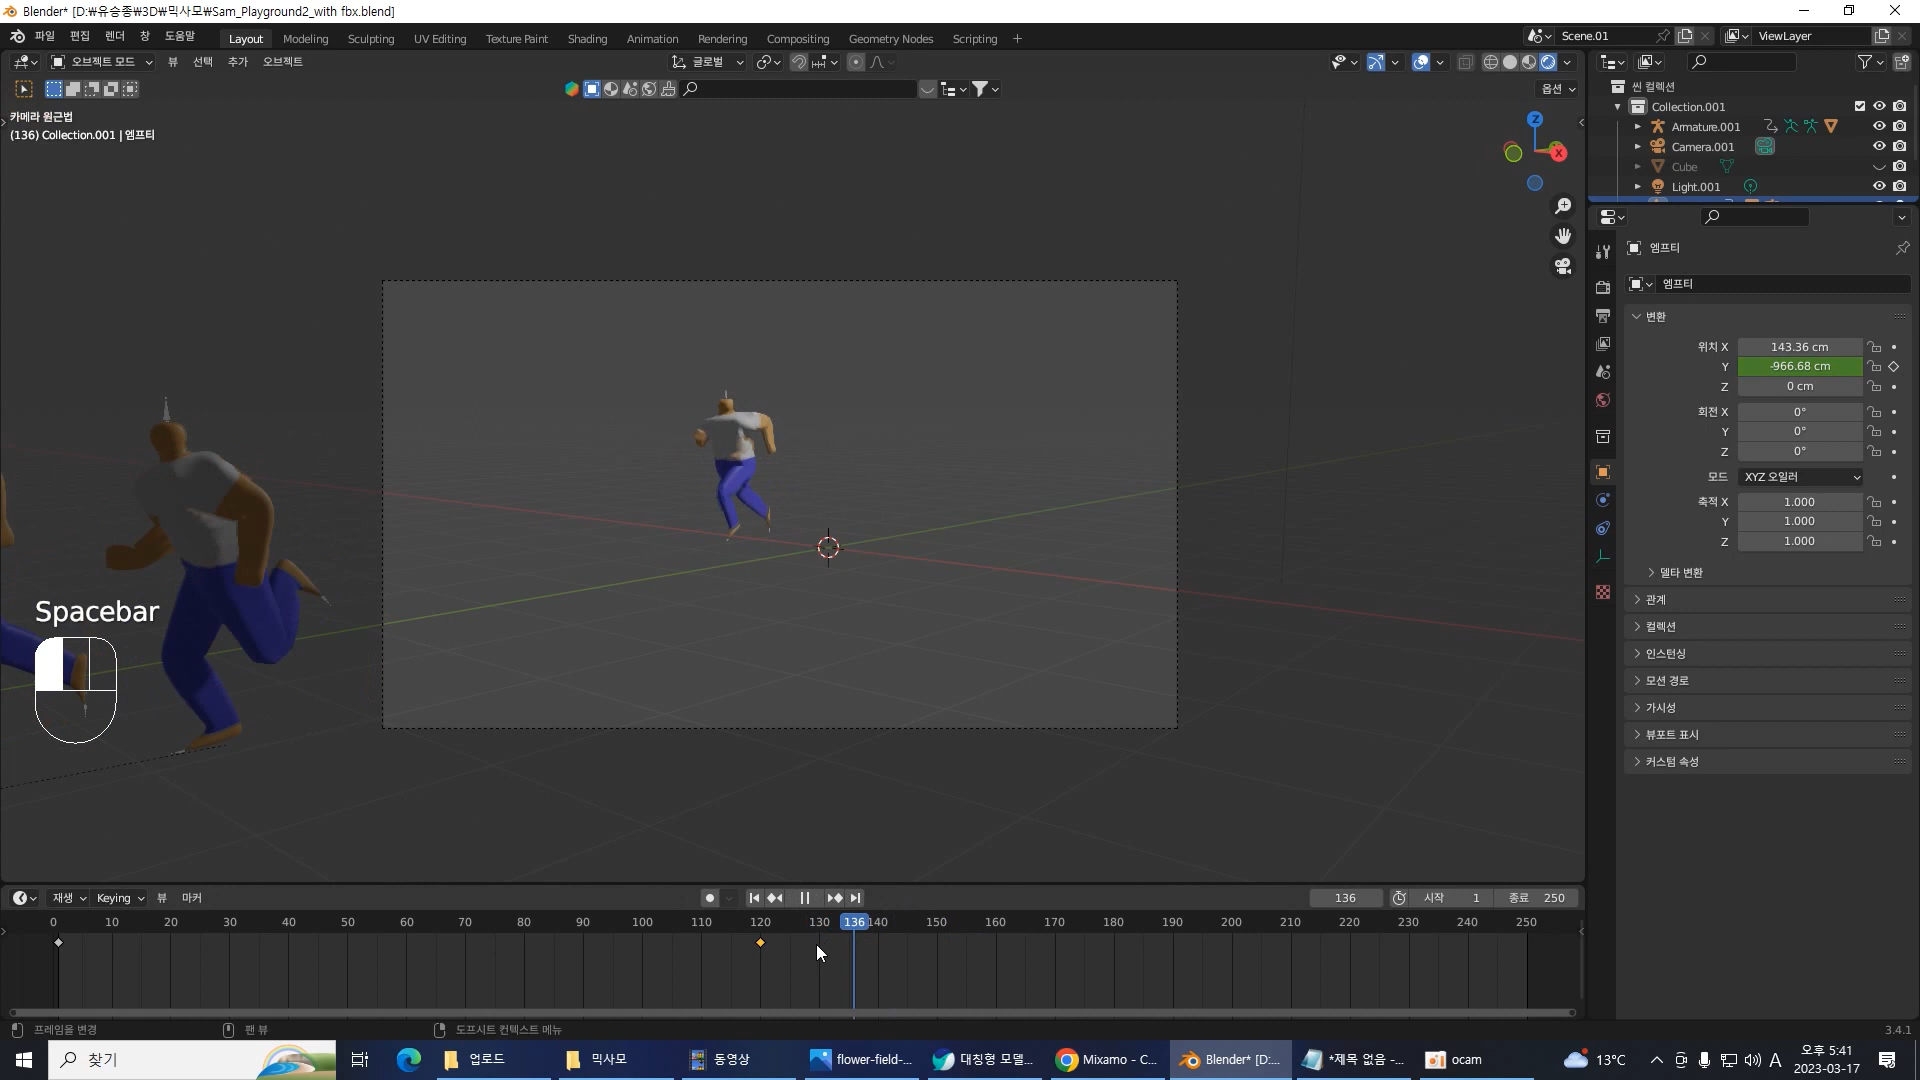 Blender* [D:₩유승종₩3D₩믹사모₩Sam_Playground2_with fbx.blend]
파일 편집 렌더 창 도움말 Layout Modeling Sculpting UV Editing Texture Paint Shading Animation Rendering Compositing Geometry Nodes Scripting + Scene.01 ViewLayer
오브젝트 모드 뷰 선택 추가 오브젝트 글로벌
옵션
카메라 원근법
(136) Collection.001 | 엠프티
Z
X
씬 컬렉션
Collection.001
Armature.001
Camera.001
Cube
Light.001
엠프티
엠프티
변환
위치 X 143.36 cm
Y -966.68 cm
Z 0 cm
회전 X 0°
Y 0°
Z 0°
모드 XYZ 오일러
축적 X 1.000
Y 1.000
Z 1.000
델타 변환
관계
컬렉션
인스턴싱
모션 경로
가시성
뷰포트 표시
커스텀 속성
Spacebar
재생 Keying 뷰 마커 136 시작 1 종료 250
0 10 20 30 40 50 60 70 80 90 100 110 120 130 136 140 150 160 170 180 190 200 210 220 230 240 250
프레임을 변경 팬 뷰 도프시트 컨텍스트 메뉴 3.4.1
찾기 업로드 믹사모 동영상 flower-field-... 대칭형 모델... Mixamo - C... Blender* [D:... *제목 없음 -... ocam 13°C A 오후 5:41
2023-03-17